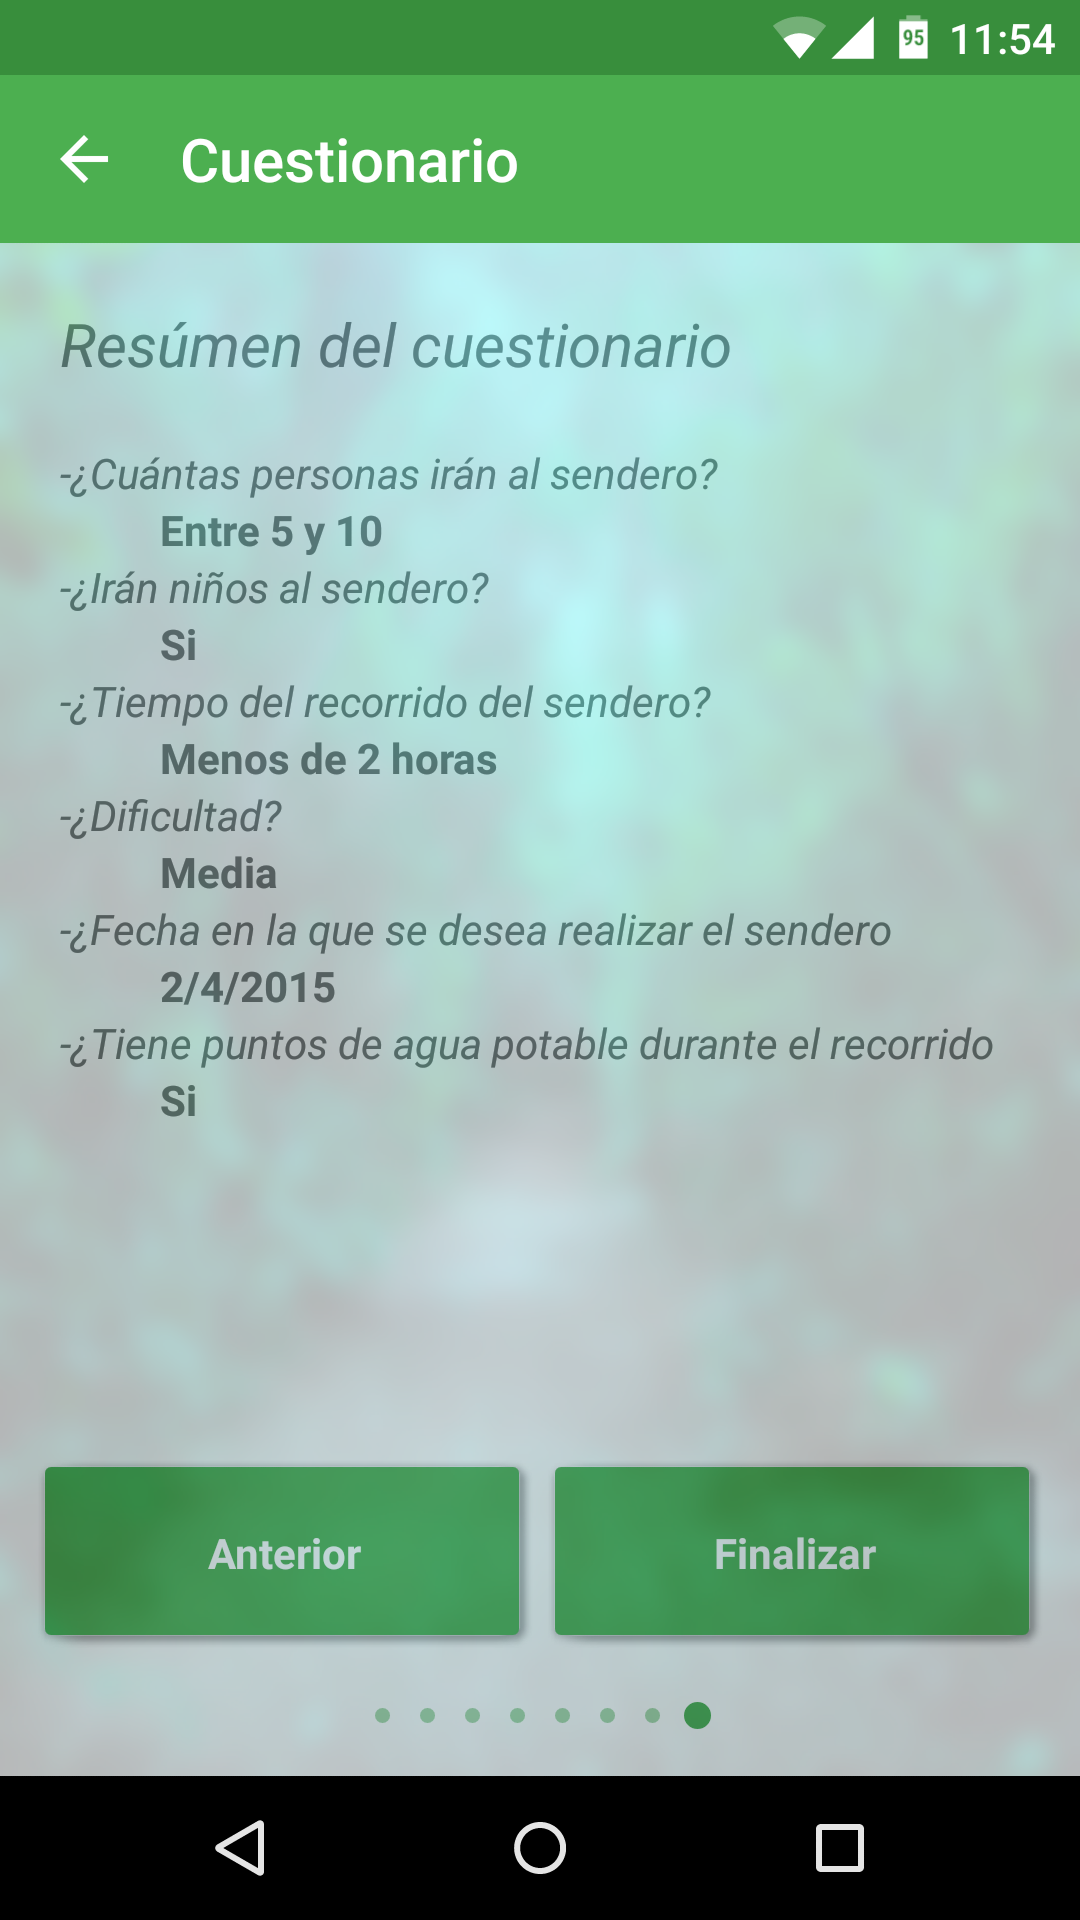 95 11:54
Cuestionario
Resúmen del cuestionario
-¿Cuántas personas irán al sendero?
Entre 5 y 10
-¿Irán niños al sendero?
Si
-¿Tiempo del recorrido del sendero?
Menos de 2 horas
-¿Dificultad?
Media
-¿Fecha en la que se desea realizar el sendero
2/4/2015
-¿Tiene puntos de agua potable durante el recorrido
Si
Anterior Finalizar